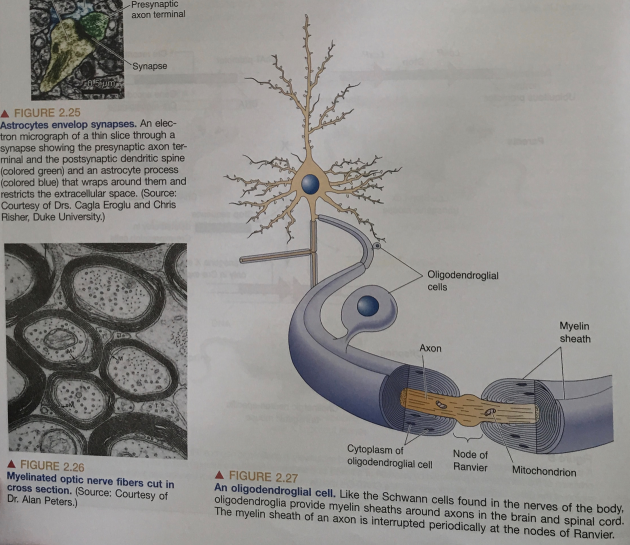 Presynaptic
axon terminal
Synapse
▲ FIGURE 2.25
Astrocytes envelop synapses. An elec-
tron micrograph of a thin slice through a
synapse showing the presynaptic axon ter-
minal and the postsynaptic dendritic spine
(colored green) and an astrocyte process
(colored blue) that wraps around them and
restricts the extracellular space. (Source:
Courtesy of Drs. Cagla Eroglu and Chris
Risher, Duke University.)
Oligodendroglial
cells
Myelin
sheath
Axon
Cytoplasm of
oligodendroglial cell
Node of
Ranvier
Mitochondrion
▲ FIGURE 2.26
Myelinated optic nerve fibers cut in
cross section. (Source: Courtesy of
Dr. Alan Peters.)
▲ FIGURE 2.27
An oligodendroglial cell. Like the Schwann cells found in the nerves of the body,
oligodendroglia provide myelin sheaths around axons in the brain and spinal cord.
The myelin sheath of an axon is interrupted periodically at the nodes of Ranvier.